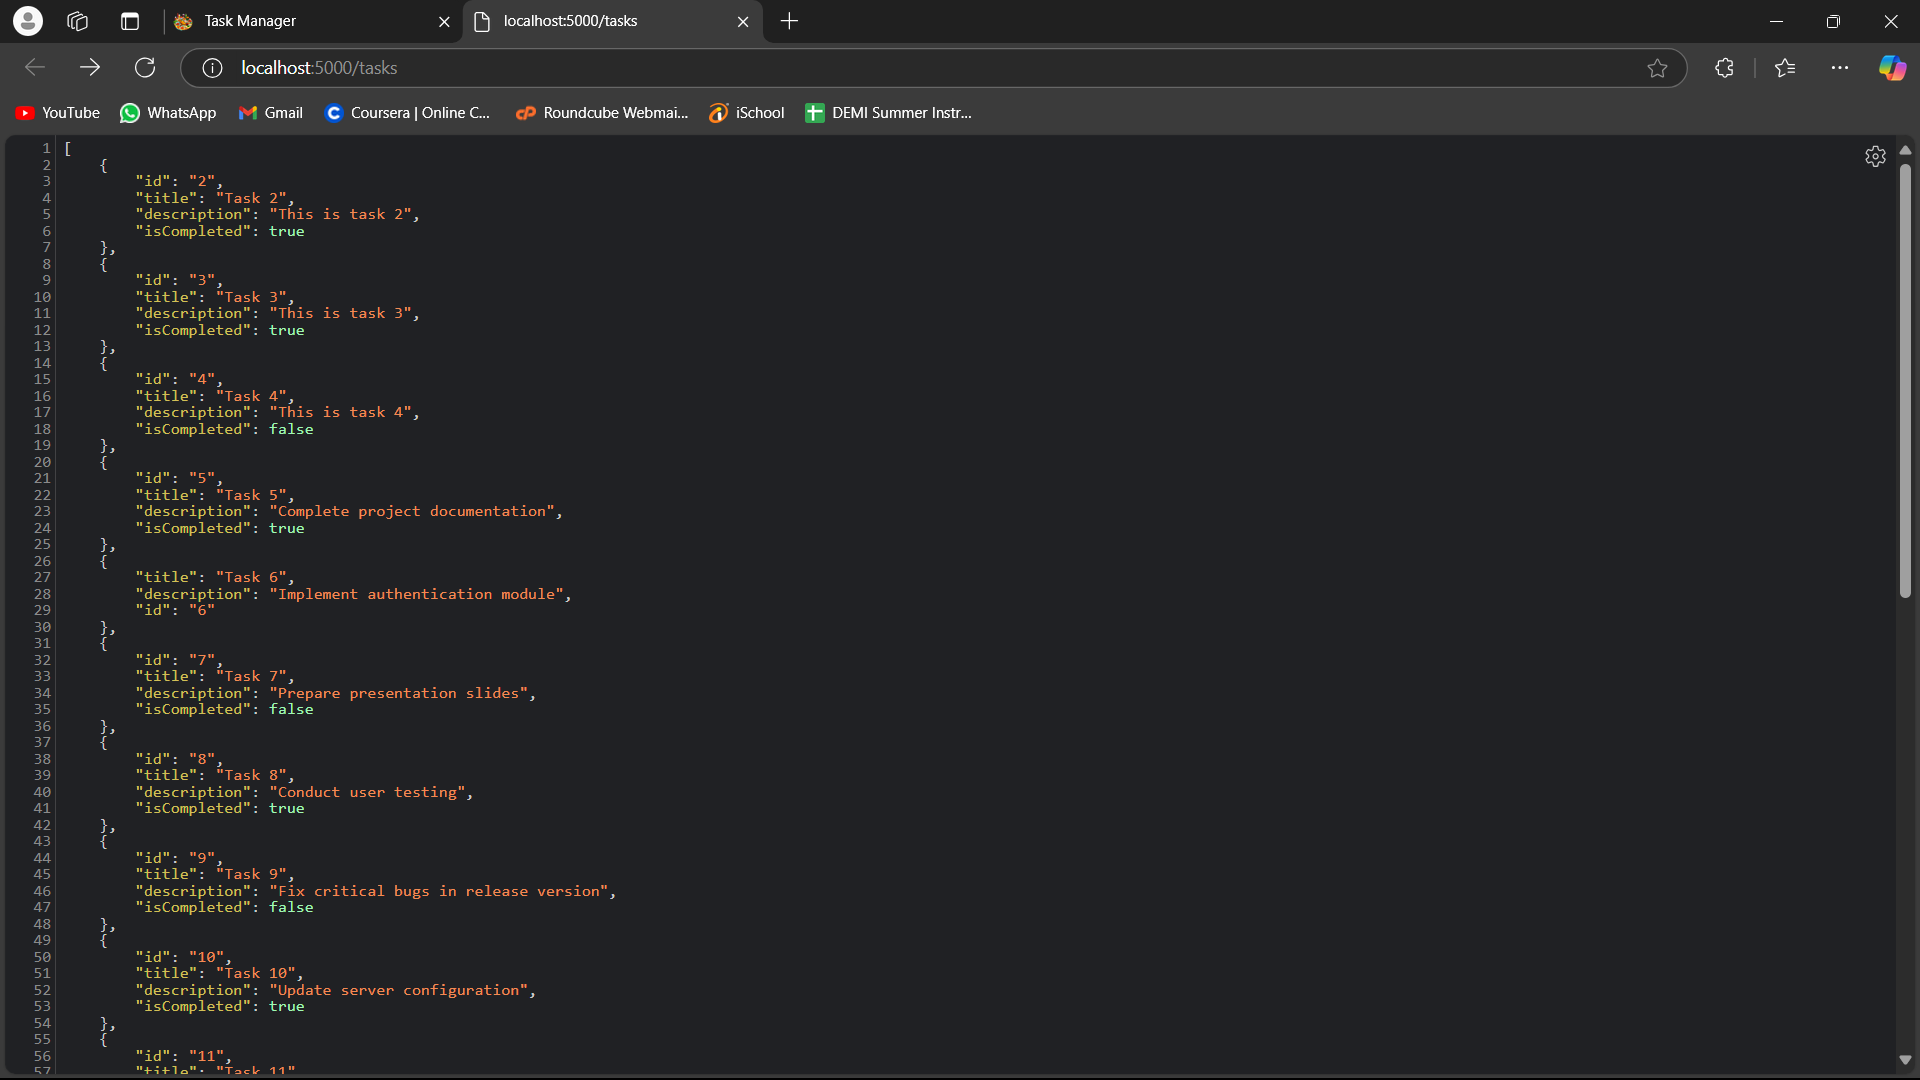 Task Manager
localhost:5000/tasks
localhost:5000/tasks
YouTube WhatsApp Gmail Coursera | Online C... Roundcube Webmai... iSchool DEMI Summer Instr...
1 [
2 {
3 "id": "2",
4 "title": "Task 2",
5 "description": "This is task 2",
6 "isCompleted": true
7 },
8 {
9 "id": "3",
10 "title": "Task 3",
11 "description": "This is task 3",
12 "isCompleted": true
13 },
14 {
15 "id": "4",
16 "title": "Task 4",
17 "description": "This is task 4",
18 "isCompleted": false
19 },
20 {
21 "id": "5",
22 "title": "Task 5",
23 "description": "Complete project documentation",
24 "isCompleted": true
25 },
26 {
27 "title": "Task 6",
28 "description": "Implement authentication module",
29 "id": "6"
30 },
31 {
32 "id": "7",
33 "title": "Task 7",
34 "description": "Prepare presentation slides",
35 "isCompleted": false
36 },
37 {
38 "id": "8",
39 "title": "Task 8",
40 "description": "Conduct user testing",
41 "isCompleted": true
42 },
43 {
44 "id": "9",
45 "title": "Task 9",
46 "description": "Fix critical bugs in release version",
47 "isCompleted": false
48 },
49 {
50 "id": "10",
51 "title": "Task 10",
52 "description": "Update server configuration",
53 "isCompleted": true
54 },
55 {
56 "id": "11",
57 "title": "Task 11"